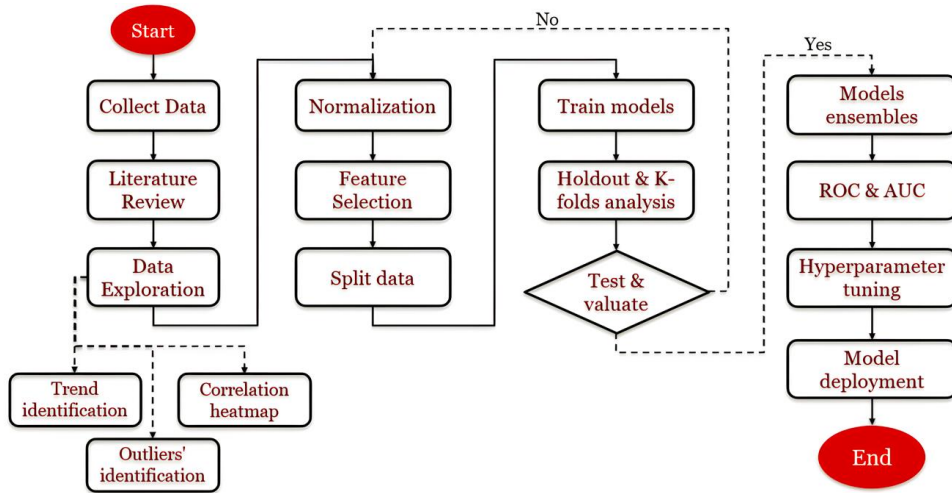 Start
Collect Data
Literature
Review
Data
Exploration
Trend
identification
Outliers'
identification
Correlation
heatmap
No
Normalization
Feature
Selection
Split data
Train models
Holdout & K-
folds analysis
Test &
valuate
Yes
Models
ensembles
ROC & AUC
Hyperparameter
tuning
Model
deployment
End